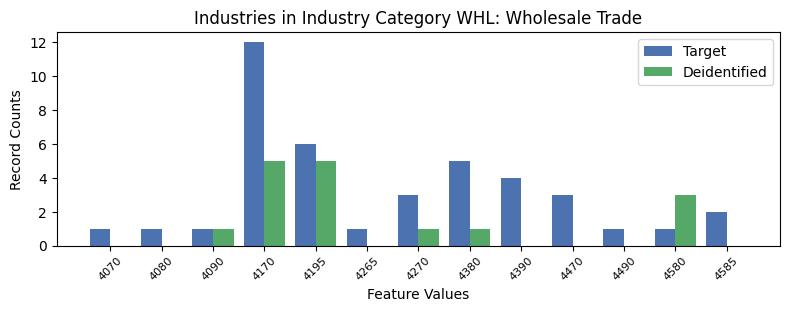 Industries in Industry Category WHL: Wholesale Trade
Target
Deidentified
Record Counts
12
10
8
6
4
2
0
4070 4080 4090 4170 4195 4265 4270 4380 4390 4470 4490 4580 4585
Feature Values